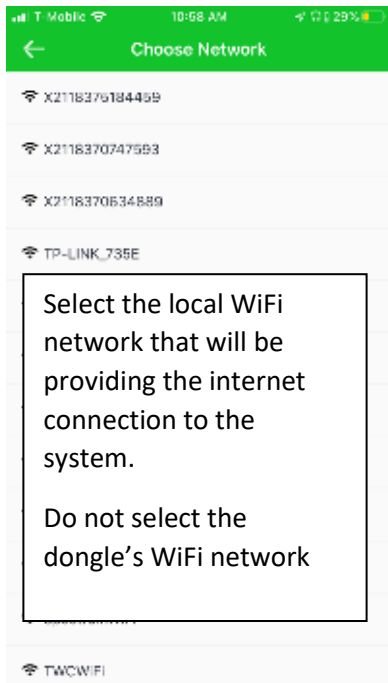 T-Mobile 10:58 AM 29%
Choose Network
X2118375184459
X2118370747593
X2118370634889
TP-LINK_735E
Select the local WiFi
network that will be
providing the internet
connection to the
system.
Do not select the
dongle's WiFi network
TWCWiFi